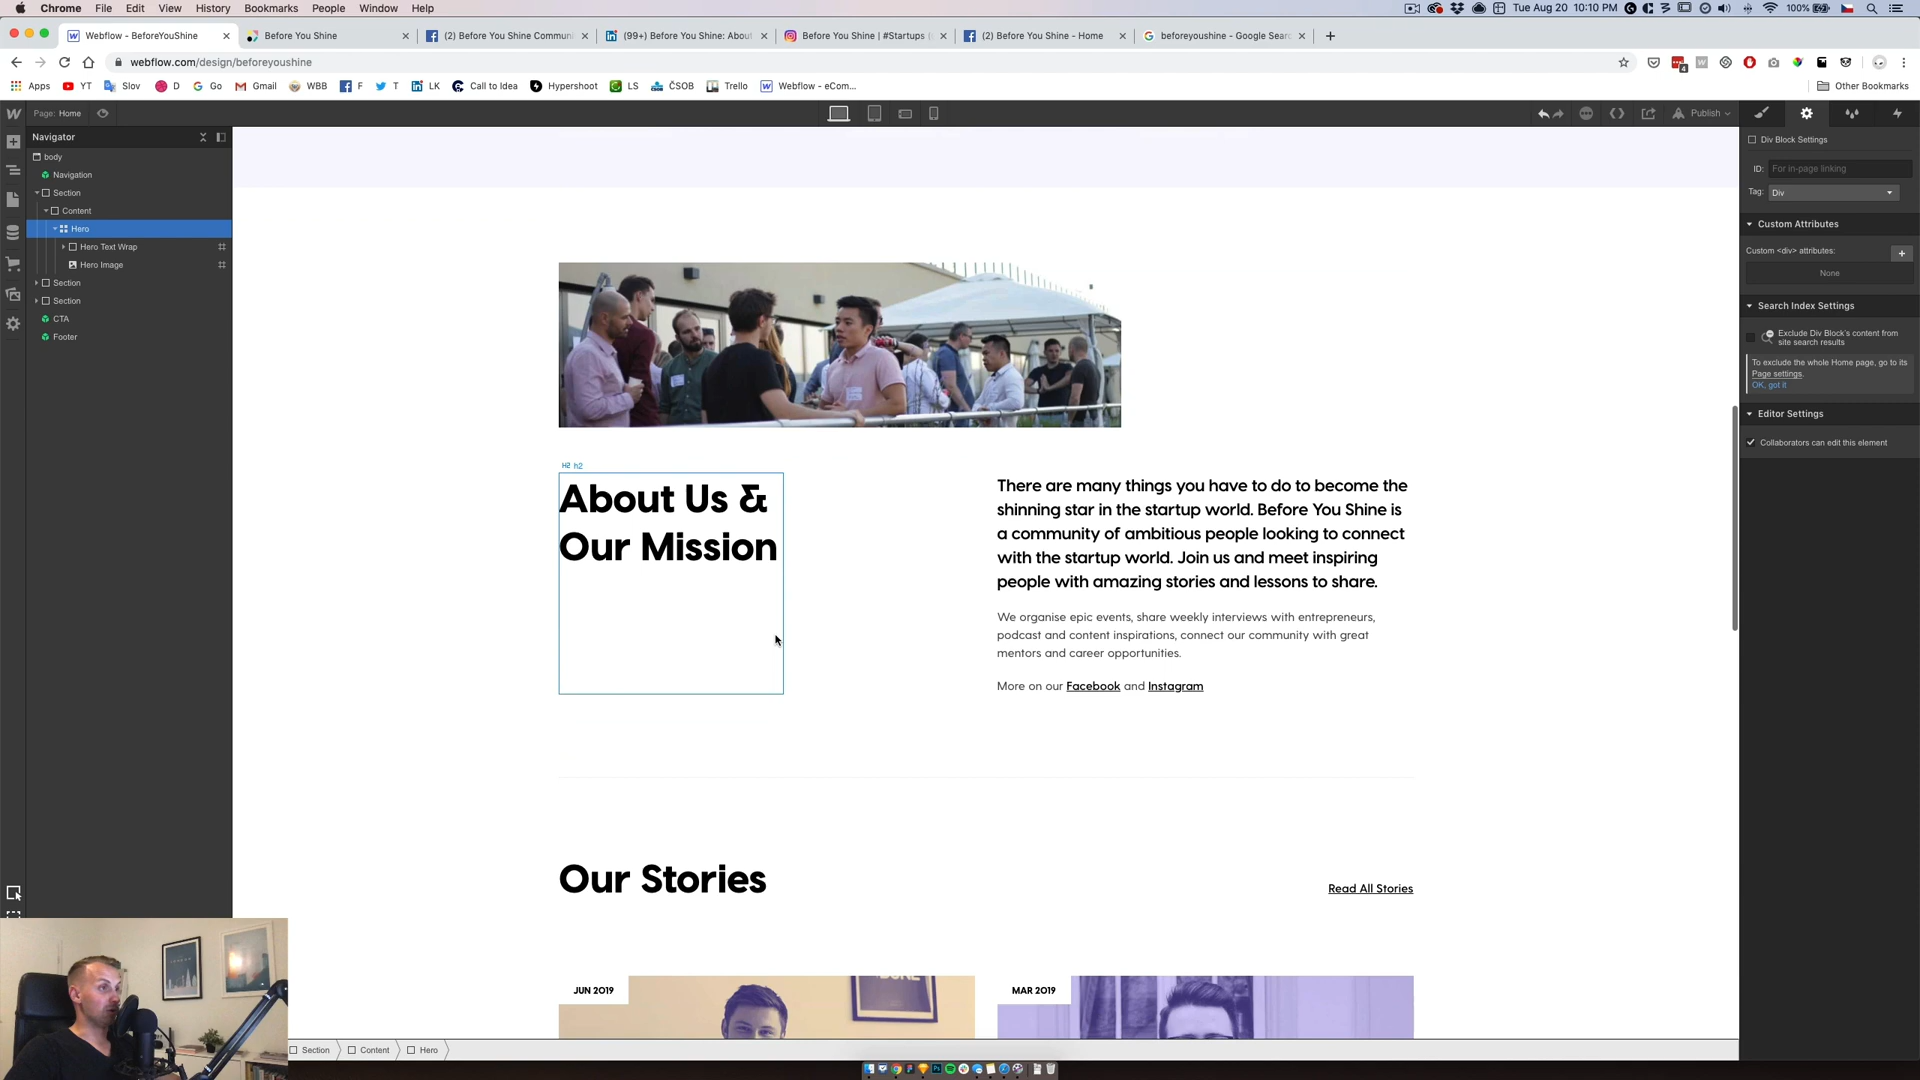 Chrome File Edit View History Bookmarks People Window Help
100% Tue Aug 20 10:10 PM
Webflow - BeforeYouShine
Before You Shine
(2) Before You Shine Commun
(99+) Before You Shine: Abou
Before You Shine | #Startups
(2) Before You Shine - Home
beforeyoushine - Google Sear
webflow.com/design/beforeyoushine
Apps YT Slov D Go Gmail WBB F T LK Call to Idea Hypershoot LS ČSOB Trello Webflow - eCom...
Other Bookmarks
Page: Home
Publish
Navigator
body
Navigation
Section
Content
Hero
Hero Text Wrap
Hero Image
Section
Section
CTA
Footer
H2 h2
About Us &
Our Mission
There are many things you have to do to become the
shinning star in the startup world. Before You Shine is
a community of ambitious people looking to connect
with the startup world. Join us and meet inspiring
people with amazing stories and lessons to share.
We organise epic events, share weekly interviews with entrepreneurs,
podcast and content inspirations, connect our community with great
mentors and career opportunities.
More on our Facebook and Instagram
Our Stories
Read All Stories
JUN 2019
MAR 2019
Div Block Settings
ID: For in-page linking
Tag: Div
Custom Attributes
Custom <div> attributes:
None
Search Index Settings
Exclude Div Block's content from
site search results
To exclude the whole Home page, go to its
Page settings.
OK, got it
Editor Settings
Collaborators can edit this element
Section Content Hero